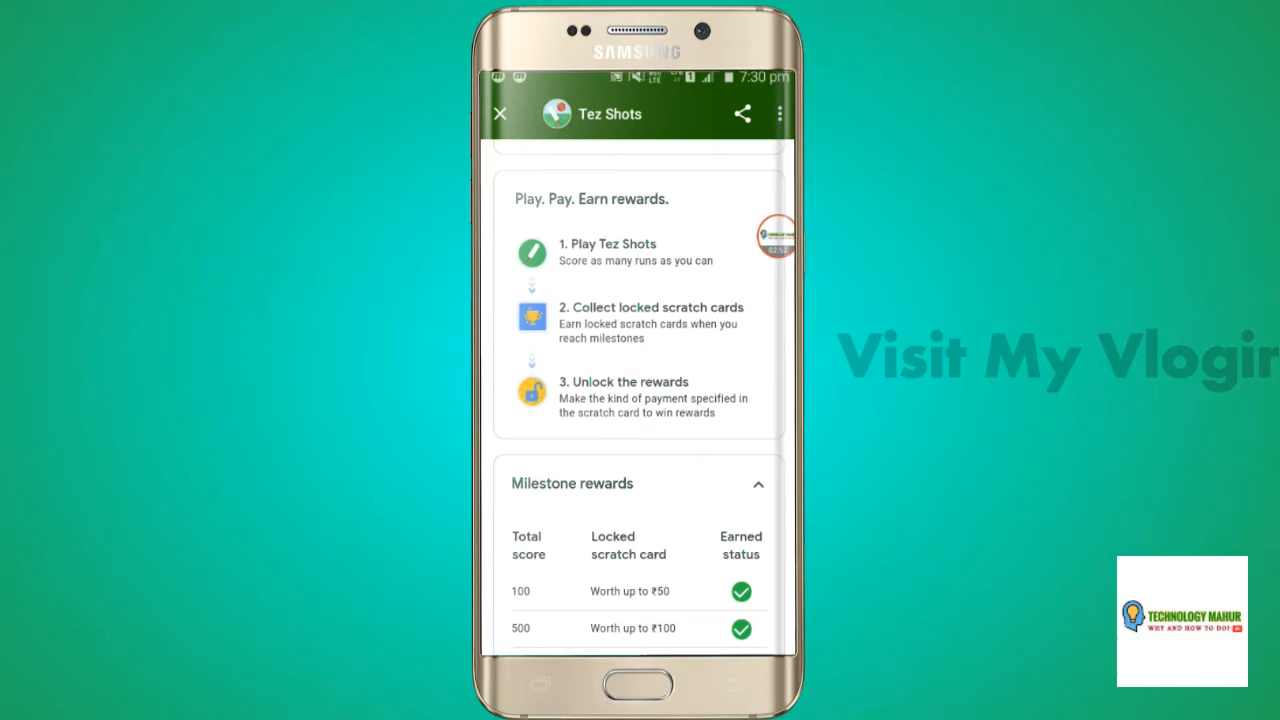 SAMSUNG
7:30 pm
Tez Shots
Play. Pay. Earn rewards.
1. Play Tez Shots
Score as many runs as you can
02:52
2. Collect locked scratch cards
Earn locked scratch cards when you
reach milestones
3. Unlock the rewards
Make the kind of payment specified in
the scratch card to win rewards
Visit My Vlogin
Milestone rewards
Total
score
Locked
scratch card
Earned
status
100
Worth up to ₹50
500
Worth up to ₹100
TECHNOLOGY MAHUR
WHY AND HOW TO DO?